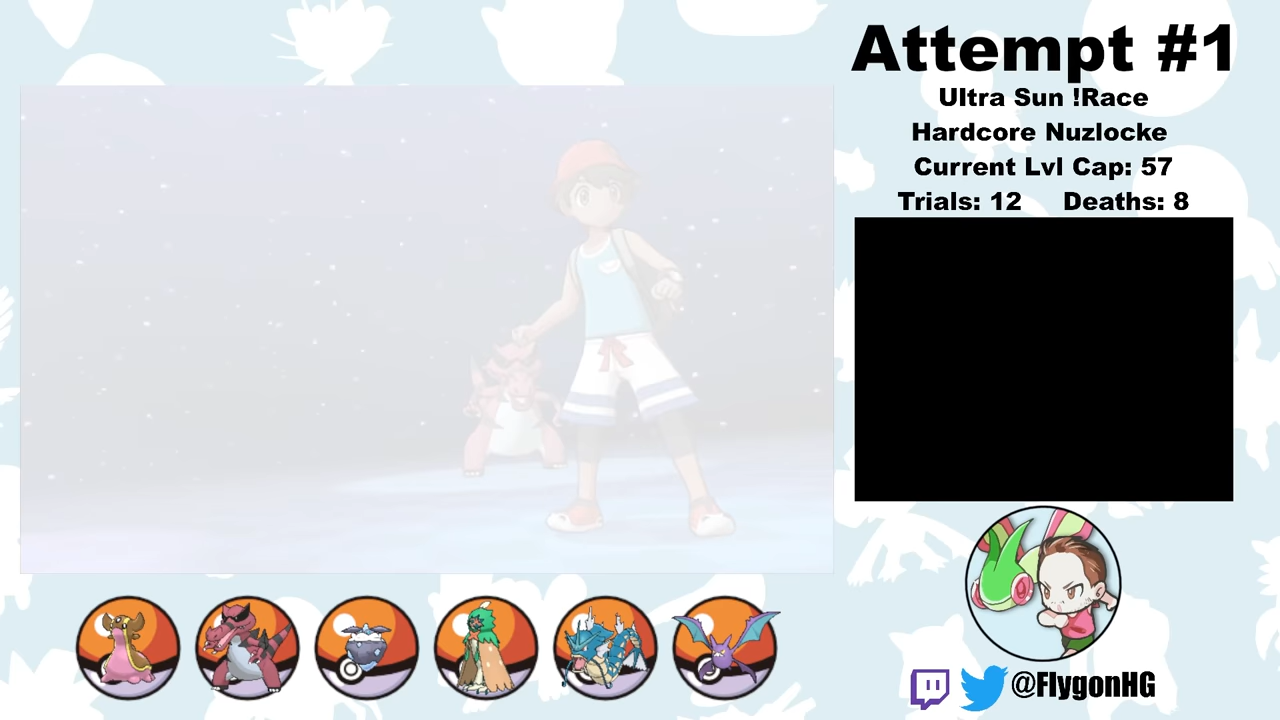 Attempt #1
Ultra Sun !Race
Hardcore Nuzlocke
Current Lvl Cap: 57
Trials: 12 Deaths: 8
@FlygonHG